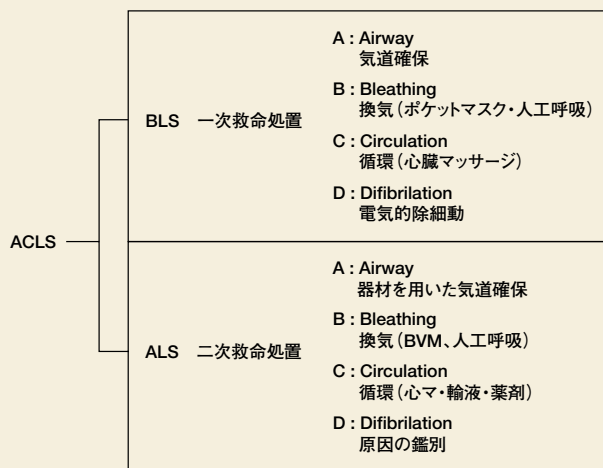 ACLS
BLS 一次救命処置
A : Airway
気道確保
B : Bleathing
換気（ポケットマスク・人工呼吸）
C : Circulation
循環（心臓マッサージ）
D : Difibrilation
電気的除細動
ALS 二次救命処置
A : Airway
器材を用いた気道確保
B : Bleathing
換気（BVM、人工呼吸）
C : Circulation
循環（心マ・輸液・薬剤）
D : Difibrilation
原因の鑑別